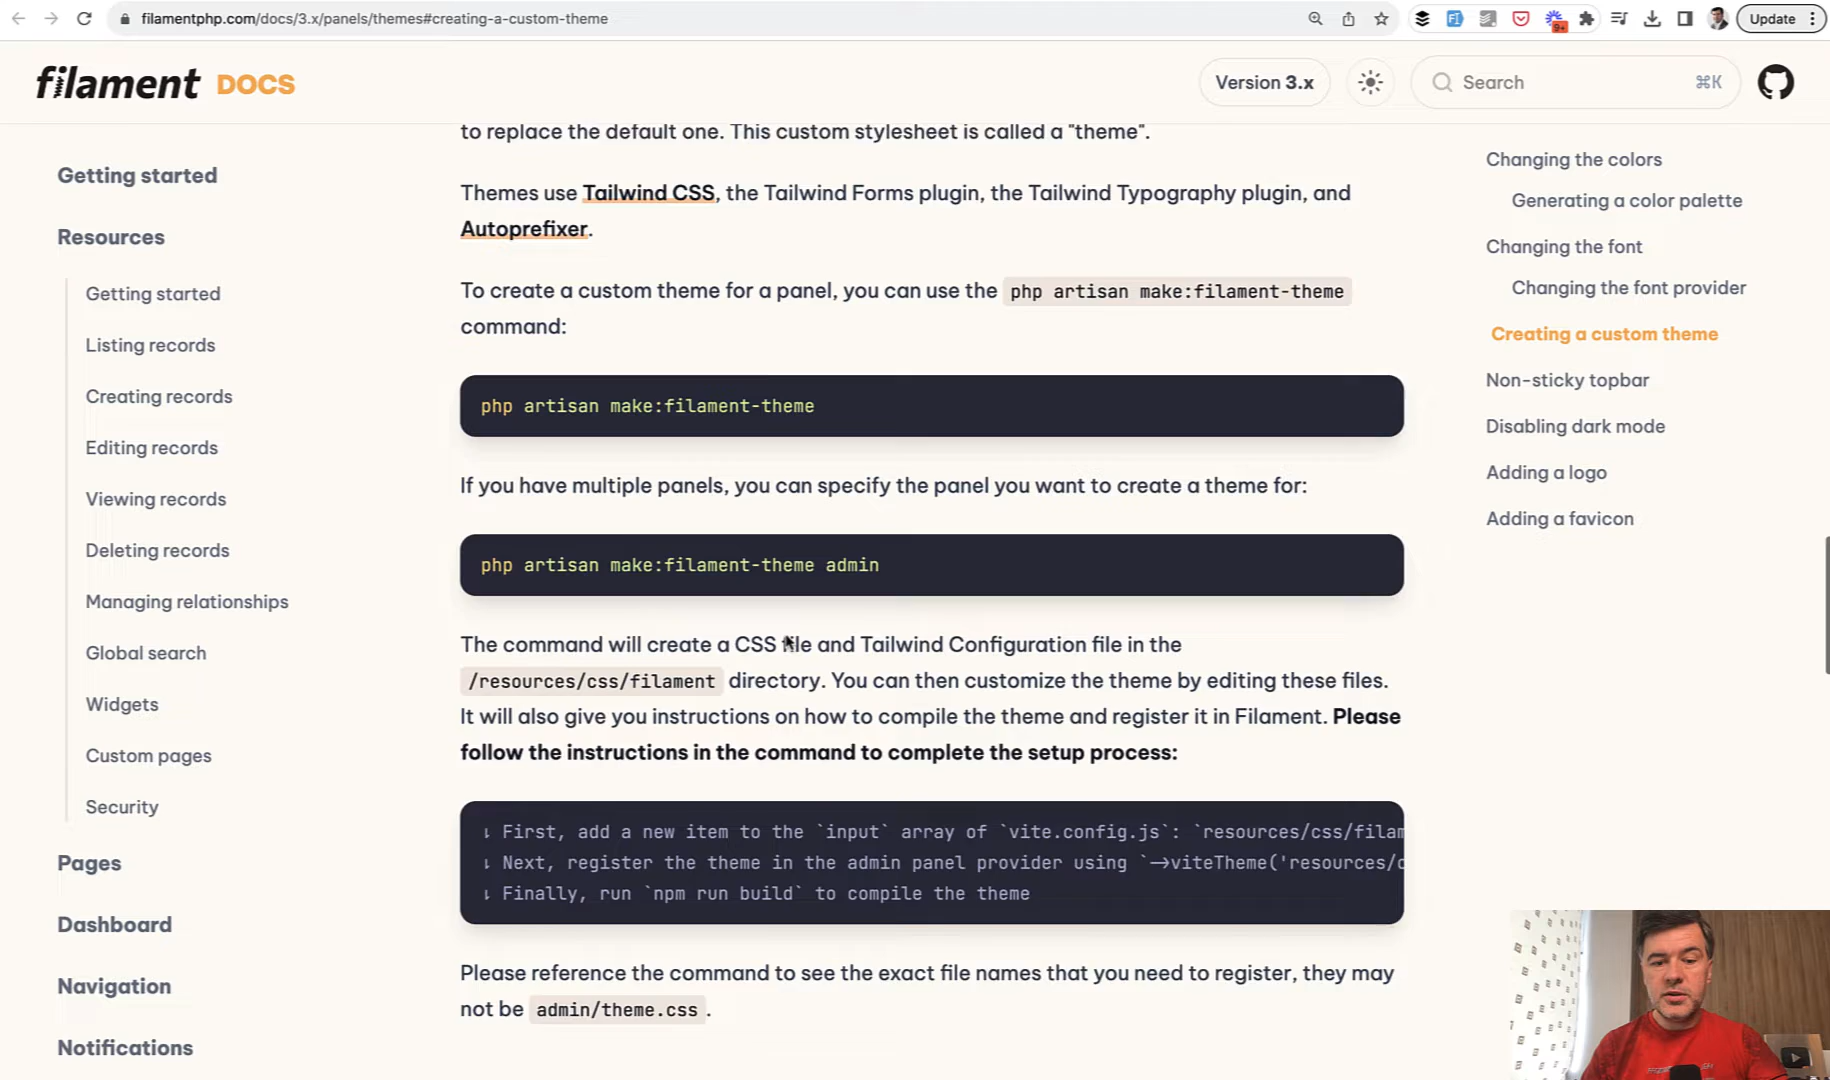 filamentphp.com/docs/3.x/panels/themes#creating-a-custom-theme
9+
Update
filament DOCS
Version 3.x
Search
⌘K
Getting started
Resources
Getting started
Listing records
Creating records
Editing records
Viewing records
Deleting records
Managing relationships
Global search
Widgets
Custom pages
Security
Pages
Dashboard
Navigation
Notifications
to replace the default one. This custom stylesheet is called a "theme".
Themes use Tailwind CSS, the Tailwind Forms plugin, the Tailwind Typography plugin, and
Autoprefixer.
To create a custom theme for a panel, you can use the php artisan make:filament-theme
command:
php artisan make:filament-theme
If you have multiple panels, you can specify the panel you want to create a theme for:
php artisan make:filament-theme admin
The command will create a CSS file and Tailwind Configuration file in the
/resources/css/filament directory. You can then customize the theme by editing these files.
It will also give you instructions on how to compile the theme and register it in Filament. Please
follow the instructions in the command to complete the setup process:
⇂ First, add a new item to the `input` array of `vite.config.js`: `resources/css/filam
⇂ Next, register the theme in the admin panel provider using `->viteTheme('resources/c
⇂ Finally, run `npm run build` to compile the theme
Please reference the command to see the exact file names that you need to register, they may
not be admin/theme.css.
Changing the colors
Generating a color palette
Changing the font
Changing the font provider
Creating a custom theme
Non-sticky topbar
Disabling dark mode
Adding a logo
Adding a favicon